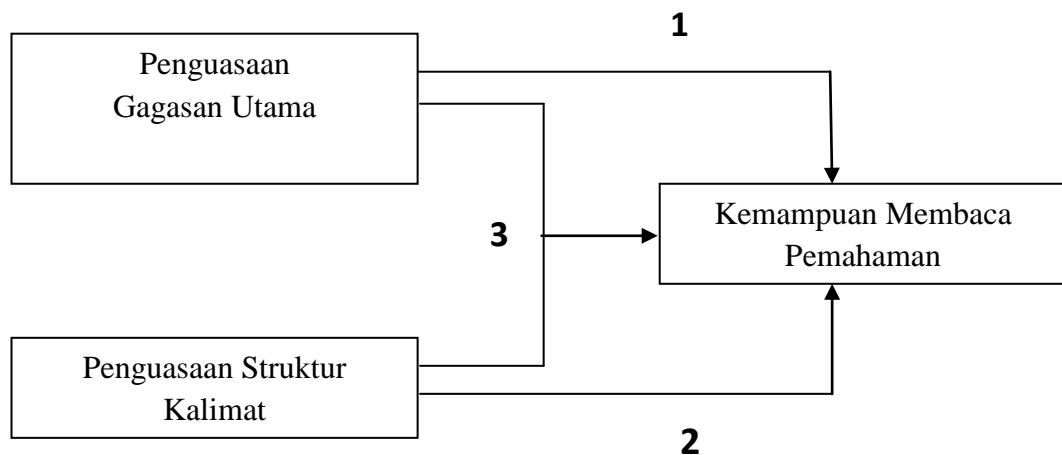 1
Penguasaan
Gagasan Utama
3
Kemampuan Membaca
Pemahaman
Penguasaan Struktur
Kalimat
2